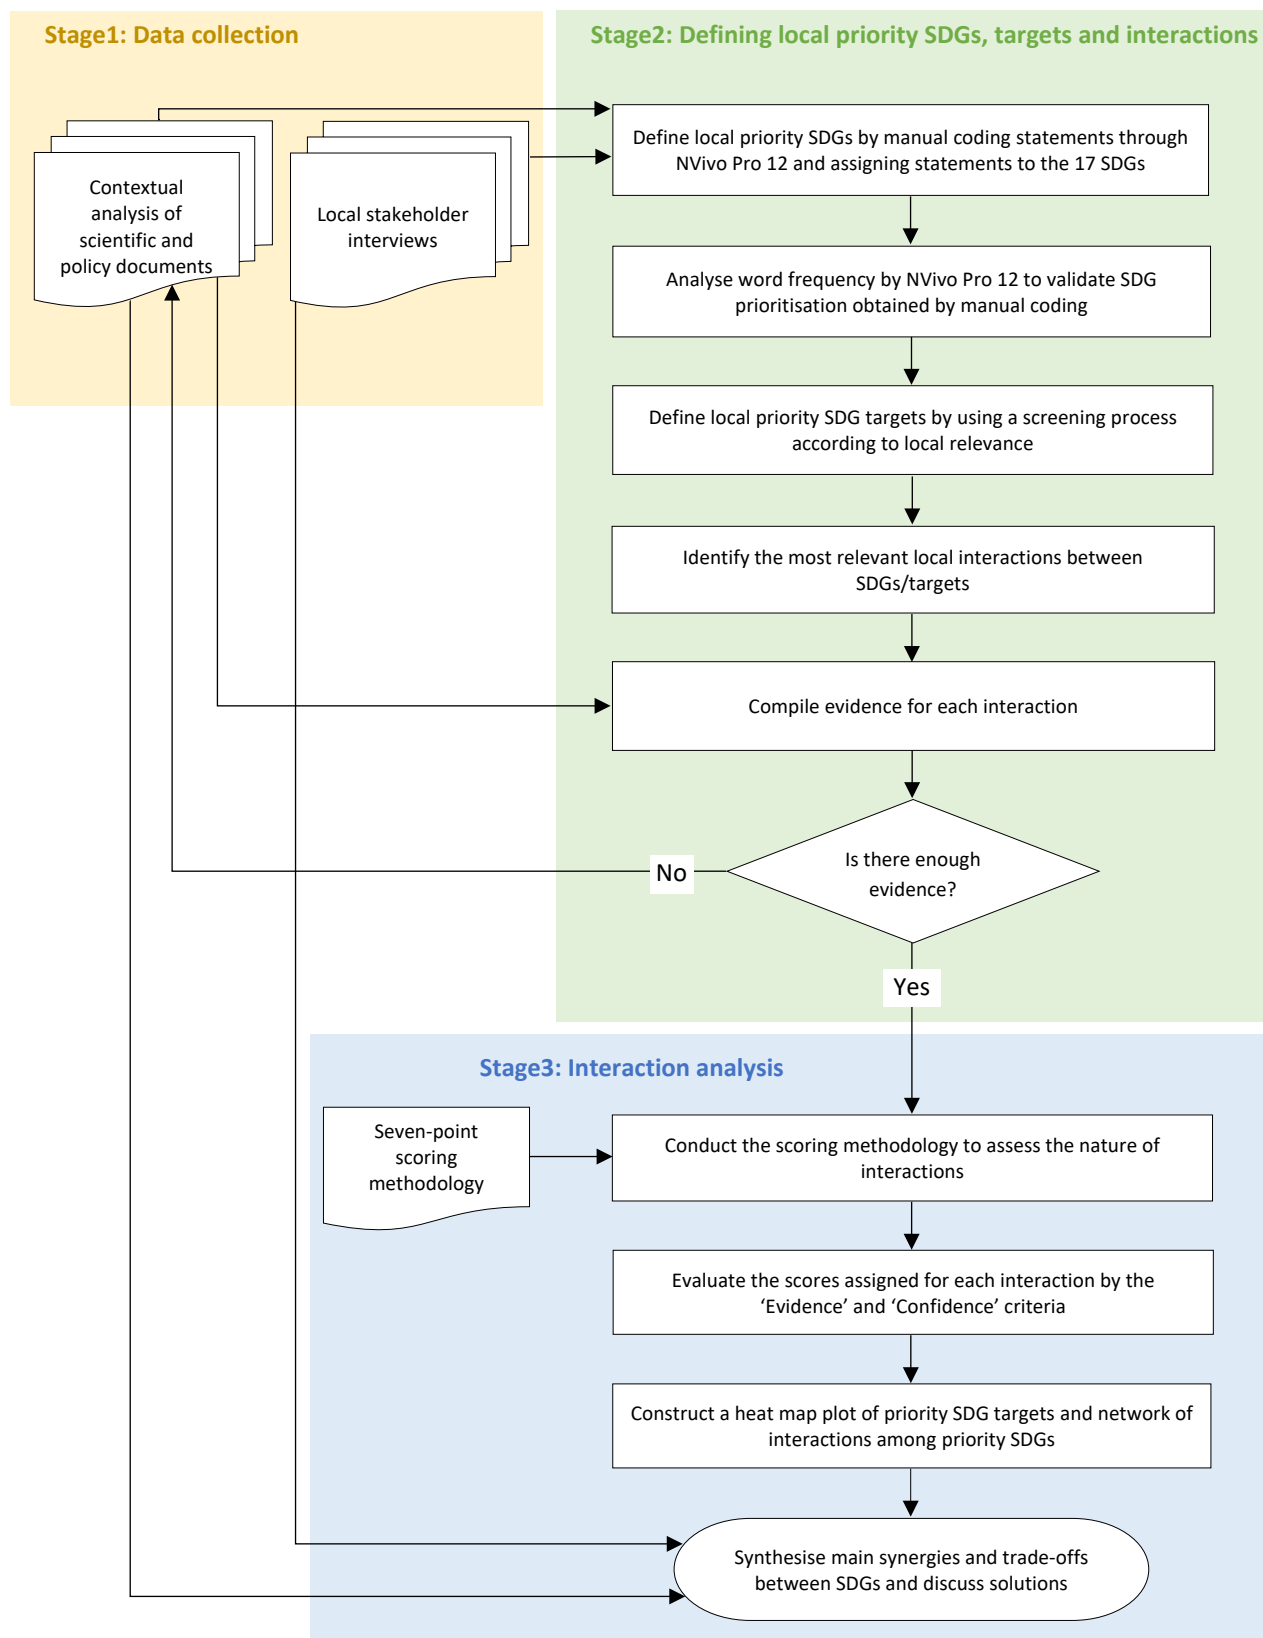 Stage1: Data collection
Contextual
analysis of
scientific and
policy documents
Local stakeholder
interviews
Stage2: Defining local priority SDGs, targets and interactions
Define local priority SDGs by manual coding statements through
NVivo Pro 12 and assigning statements to the 17 SDGs
Analyse word frequency by NVivo Pro 12 to validate SDG
prioritisation obtained by manual coding
Define local priority SDG targets by using a screening process
according to local relevance
Identify the most relevant local interactions between
SDGs/targets
Compile evidence for each interaction
Is there enough
evidence?
No
Yes
Stage3: Interaction analysis
Seven-point
scoring
methodology
Conduct the scoring methodology to assess the nature of
interactions
Evaluate the scores assigned for each interaction by the
‘Evidence’ and ‘Confidence’ criteria
Construct a heat map plot of priority SDG targets and network of
interactions among priority SDGs
Synthesise main synergies and trade-offs
between SDGs and discuss solutions